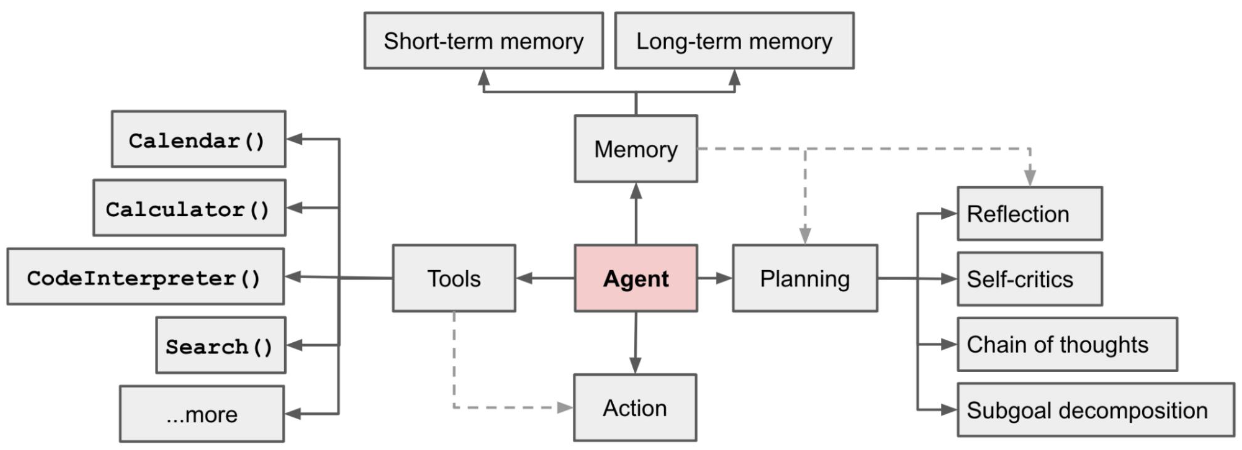 Short-term memory
Long-term memory
Calendar()
Memory
Calculator()
Reflection
CodeInterpreter()
Tools
Agent
Planning
Self-critics
Search()
Chain of thoughts
...more
Action
Subgoal decomposition